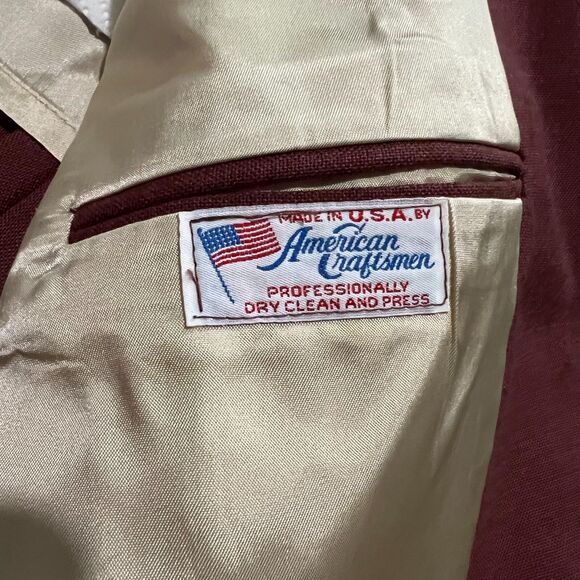 MADE IN U.S.A. BY
American
Craftsmen
PROFESSIONALLY
DRY CLEAN AND PRESS